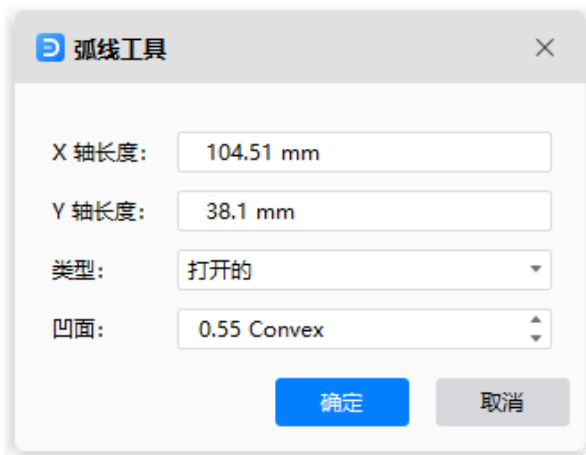 弧线工具
X 轴长度: 104.51 mm
Y 轴长度: 38.1 mm
类型: 打开的
凹面: 0.55 Convex
确定 取消